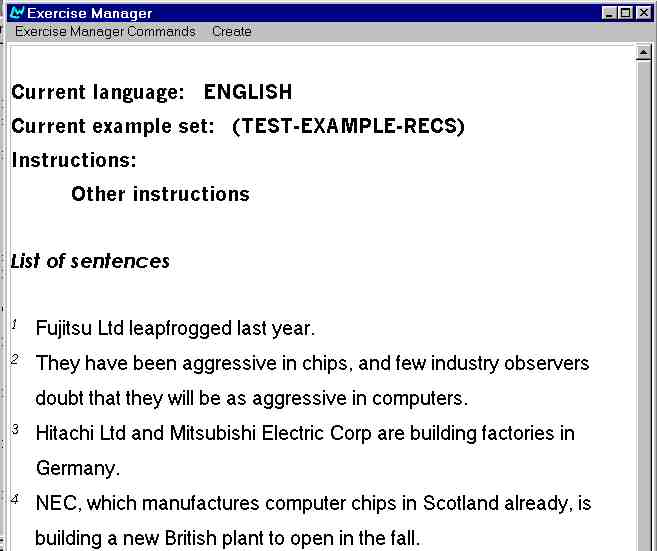 Exercise Manager
Exercise Manager Commands Create
Current language: ENGLISH
Current example set: (TEST-EXAMPLE-RECS)
Instructions:
Other instructions
List of sentences
1 Fujitsu Ltd leapfrogged last year.
2 They have been aggressive in chips, and few industry observers
doubt that they will be as aggressive in computers.
3 Hitachi Ltd and Mitsubishi Electric Corp are building factories in
Germany.
4 NEC, which manufactures computer chips in Scotland already, is
building a new British plant to open in the fall.